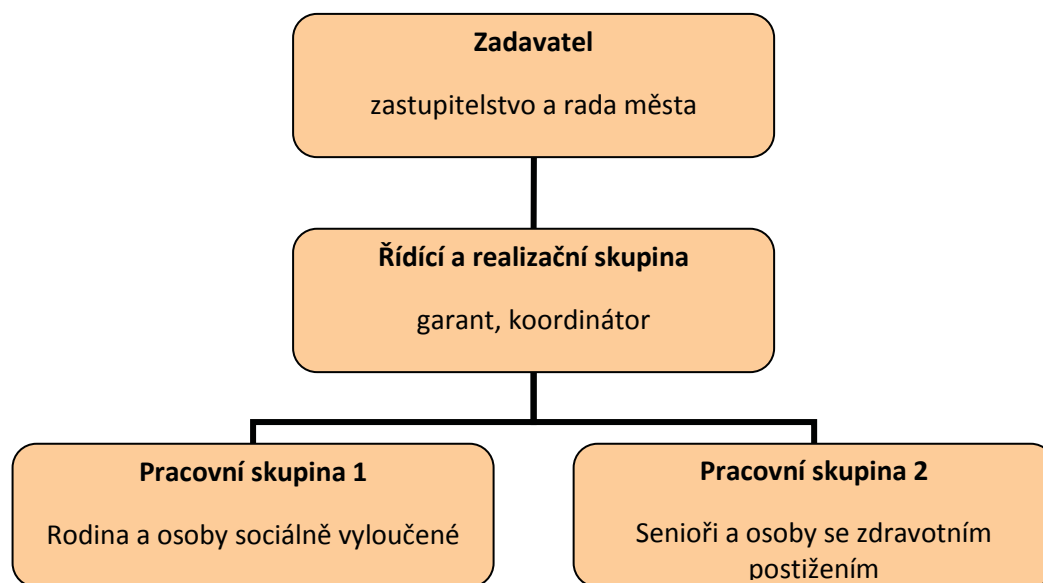 Zadavatel
zastupitelstvo a rada města
Řídící a realizační skupina
garant, koordinátor
Pracovní skupina 1
Rodina a osoby sociálně vyloučené
Pracovní skupina 2
Senioři a osoby se zdravotním
postižením